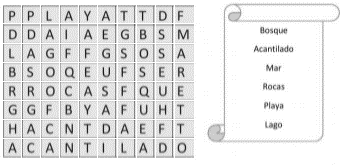 P P L A Y A T T D F
D D A I A E G B S M
L A G F F G S O S A
B S O Q E U F S E R
R R O C A S F Q U E
G G F B Y A F U H T
H A C N T D A E F T
A C A N T I L A D O
Bosque
Acantilado
Mar
Rocas
Playa
Lago